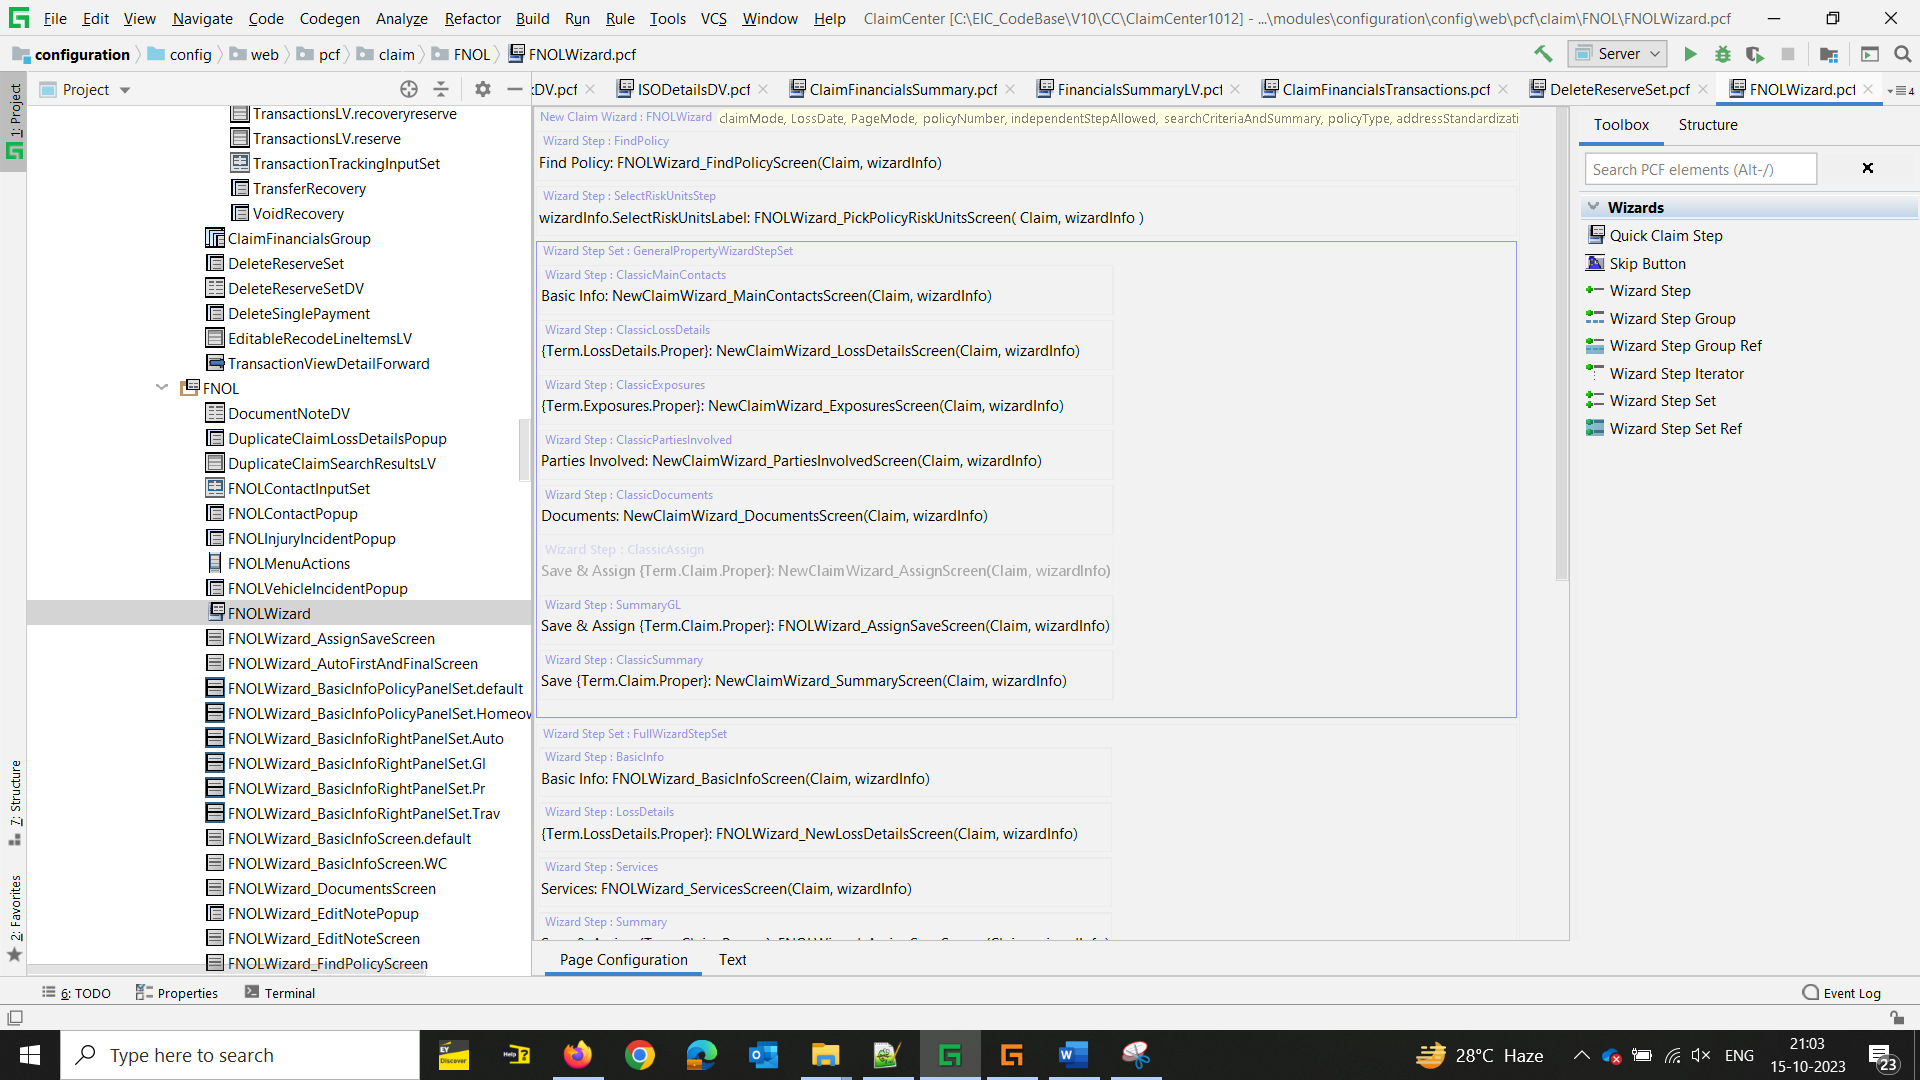 File Edit View Navigate Code Codegen Analyze Refactor Build Run Rule Tools VCS Window Help ClaimCenter [C:\EIC_CodeBase\V10\CC\ClaimCenter1012] - ...\modules\configuration\config\web\pcf\claim\FNOL\FNOLWizard.pcf
configuration config web pcf claim FNOL FNOLWizard.pcf
Server
1: Project
Project
DV.pcf ISODetailsDV.pcf ClaimFinancialsSummary.pcf FinancialsSummaryLV.pcf ClaimFinancialsTransactions.pcf DeleteReserveSet.pcf FNOLWizard.pcf 4
TransactionsLV.recoveryreserve
TransactionsLV.reserve
TransactionTrackingInputSet
TransferRecovery
VoidRecovery
ClaimFinancialsGroup
DeleteReserveSet
DeleteReserveSetDV
DeleteSinglePayment
EditableRecodeLineItemsLV
TransactionViewDetailForward
FNOL
DocumentNoteDV
DuplicateClaimLossDetailsPopup
DuplicateClaimSearchResultsLV
FNOLContactInputSet
FNOLContactPopup
FNOLInjuryIncidentPopup
FNOLMenuActions
FNOLVehicleIncidentPopup
FNOLWizard
FNOLWizard_AssignSaveScreen
FNOLWizard_AutoFirstAndFinalScreen
FNOLWizard_BasicInfoPolicyPanelSet.default
FNOLWizard_BasicInfoPolicyPanelSet.Homeow
FNOLWizard_BasicInfoRightPanelSet.Auto
FNOLWizard_BasicInfoRightPanelSet.Gl
FNOLWizard_BasicInfoRightPanelSet.Pr
FNOLWizard_BasicInfoRightPanelSet.Trav
FNOLWizard_BasicInfoScreen.default
FNOLWizard_BasicInfoScreen.WC
FNOLWizard_DocumentsScreen
FNOLWizard_EditNotePopup
FNOLWizard_EditNoteScreen
FNOLWizard_FindPolicyScreen
7: Structure
2: Favorites
New Claim Wizard : FNOLWizard claimMode, LossDate, PageMode, policyNumber, independentStepAllowed, searchCriteriaAndSummary, policyType, addressStandardizati
Wizard Step : FindPolicy
Find Policy: FNOLWizard_FindPolicyScreen(Claim, wizardInfo)
Wizard Step : SelectRiskUnitsStep
wizardInfo.SelectRiskUnitsLabel: FNOLWizard_PickPolicyRiskUnitsScreen( Claim, wizardInfo )
Wizard Step Set : GeneralPropertyWizardStepSet
Wizard Step : ClassicMainContacts
Basic Info: NewClaimWizard_MainContactsScreen(Claim, wizardInfo)
Wizard Step : ClassicLossDetails
{Term.LossDetails.Proper}: NewClaimWizard_LossDetailsScreen(Claim, wizardInfo)
Wizard Step : ClassicExposures
{Term.Exposures.Proper}: NewClaimWizard_ExposuresScreen(Claim, wizardInfo)
Wizard Step : ClassicPartiesInvolved
Parties Involved: NewClaimWizard_PartiesInvolvedScreen(Claim, wizardInfo)
Wizard Step : ClassicDocuments
Documents: NewClaimWizard_DocumentsScreen(Claim, wizardInfo)
Wizard Step : ClassicAssign
Save & Assign {Term.Claim.Proper}: NewClaimWizard_AssignScreen(Claim, wizardInfo)
Wizard Step : SummaryGL
Save & Assign {Term.Claim.Proper}: FNOLWizard_AssignSaveScreen(Claim, wizardInfo)
Wizard Step : ClassicSummary
Save {Term.Claim.Proper}: NewClaimWizard_SummaryScreen(Claim, wizardInfo)
Wizard Step Set : FullWizardStepSet
Wizard Step : BasicInfo
Basic Info: FNOLWizard_BasicInfoScreen(Claim, wizardInfo)
Wizard Step : LossDetails
{Term.LossDetails.Proper}: FNOLWizard_NewLossDetailsScreen(Claim, wizardInfo)
Wizard Step : Services
Services: FNOLWizard_ServicesScreen(Claim, wizardInfo)
Wizard Step : Summary
Page Configuration Text
Toolbox Structure
Search PCF elements (Alt-/)
Wizards
Quick Claim Step
Skip Button
Wizard Step
Wizard Step Group
Wizard Step Group Ref
Wizard Step Iterator
Wizard Step Set
Wizard Step Set Ref
6: TODO Properties Terminal Event Log
Type here to search
EY Discover
Help ?
28°C Haze
ENG
21:03
15-10-2023
23